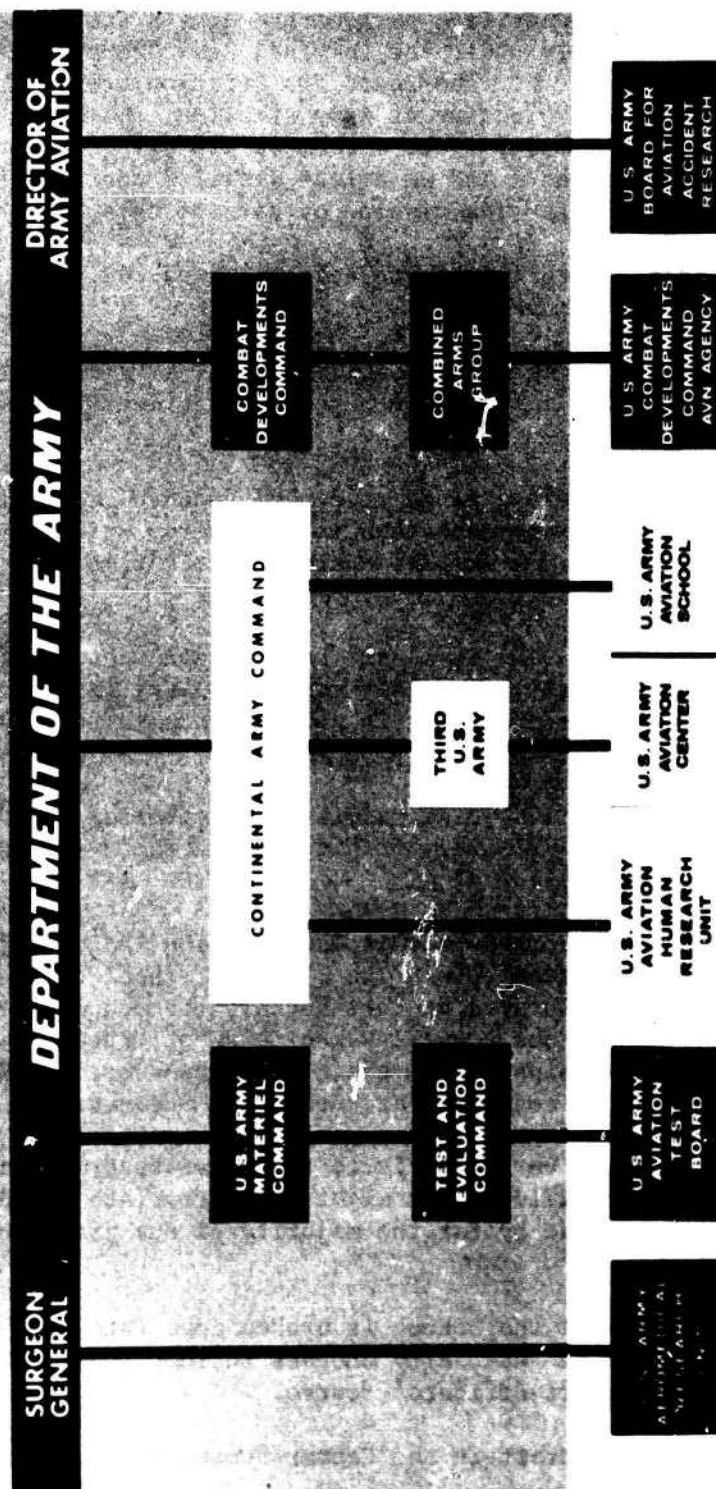 SURGEON
GENERAL
DEPARTMENT OF THE ARMY
DIRECTOR OF
ARMY AVIATION
U.S. ARMY
MATERIEL
COMMAND
CONTINENTAL ARMY COMMAND
COMBAT
DEVELOPMENTS
COMMAND
TEST AND
EVALUATION
COMMAND
THIRD
U.S.
ARMY
COMBINED
ARMS
GROUP
ARMY
RESEARCH
U S ARMY
AVIATION
TEST
BOARD
U.S. ARMY
AVIATION
HUMAN
RESEARCH
UNIT
U.S. ARMY
AVIATION
CENTER
U.S. ARMY
AVIATION
SCHOOL
U S ARMY
COMBAT
DEVELOPMENTS
COMMAND
AVN AGENCY
U S ARMY
BOARD FOR
AVIATION
ACCIDENT
RESEARCH